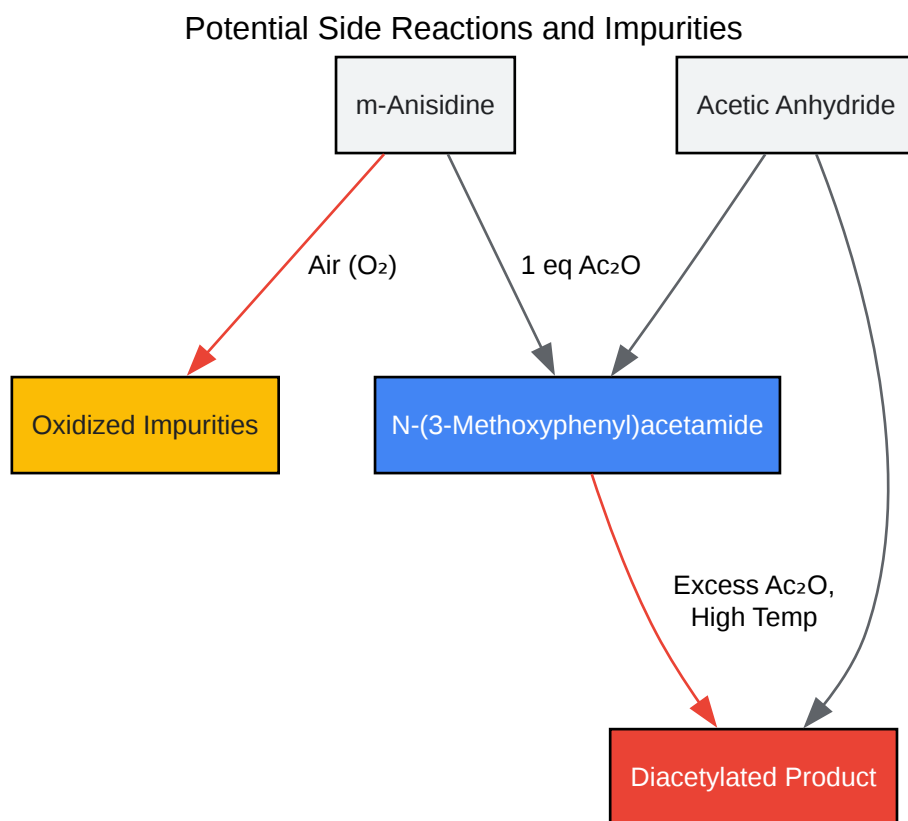 Potential Side Reactions and Impurities
m-Anisidine
Acetic Anhydride
Air (O₂)
1 eq Ac₂O
Oxidized Impurities
N-(3-Methoxyphenyl)acetamide
Excess Ac₂O,
High Temp
Diacetylated Product